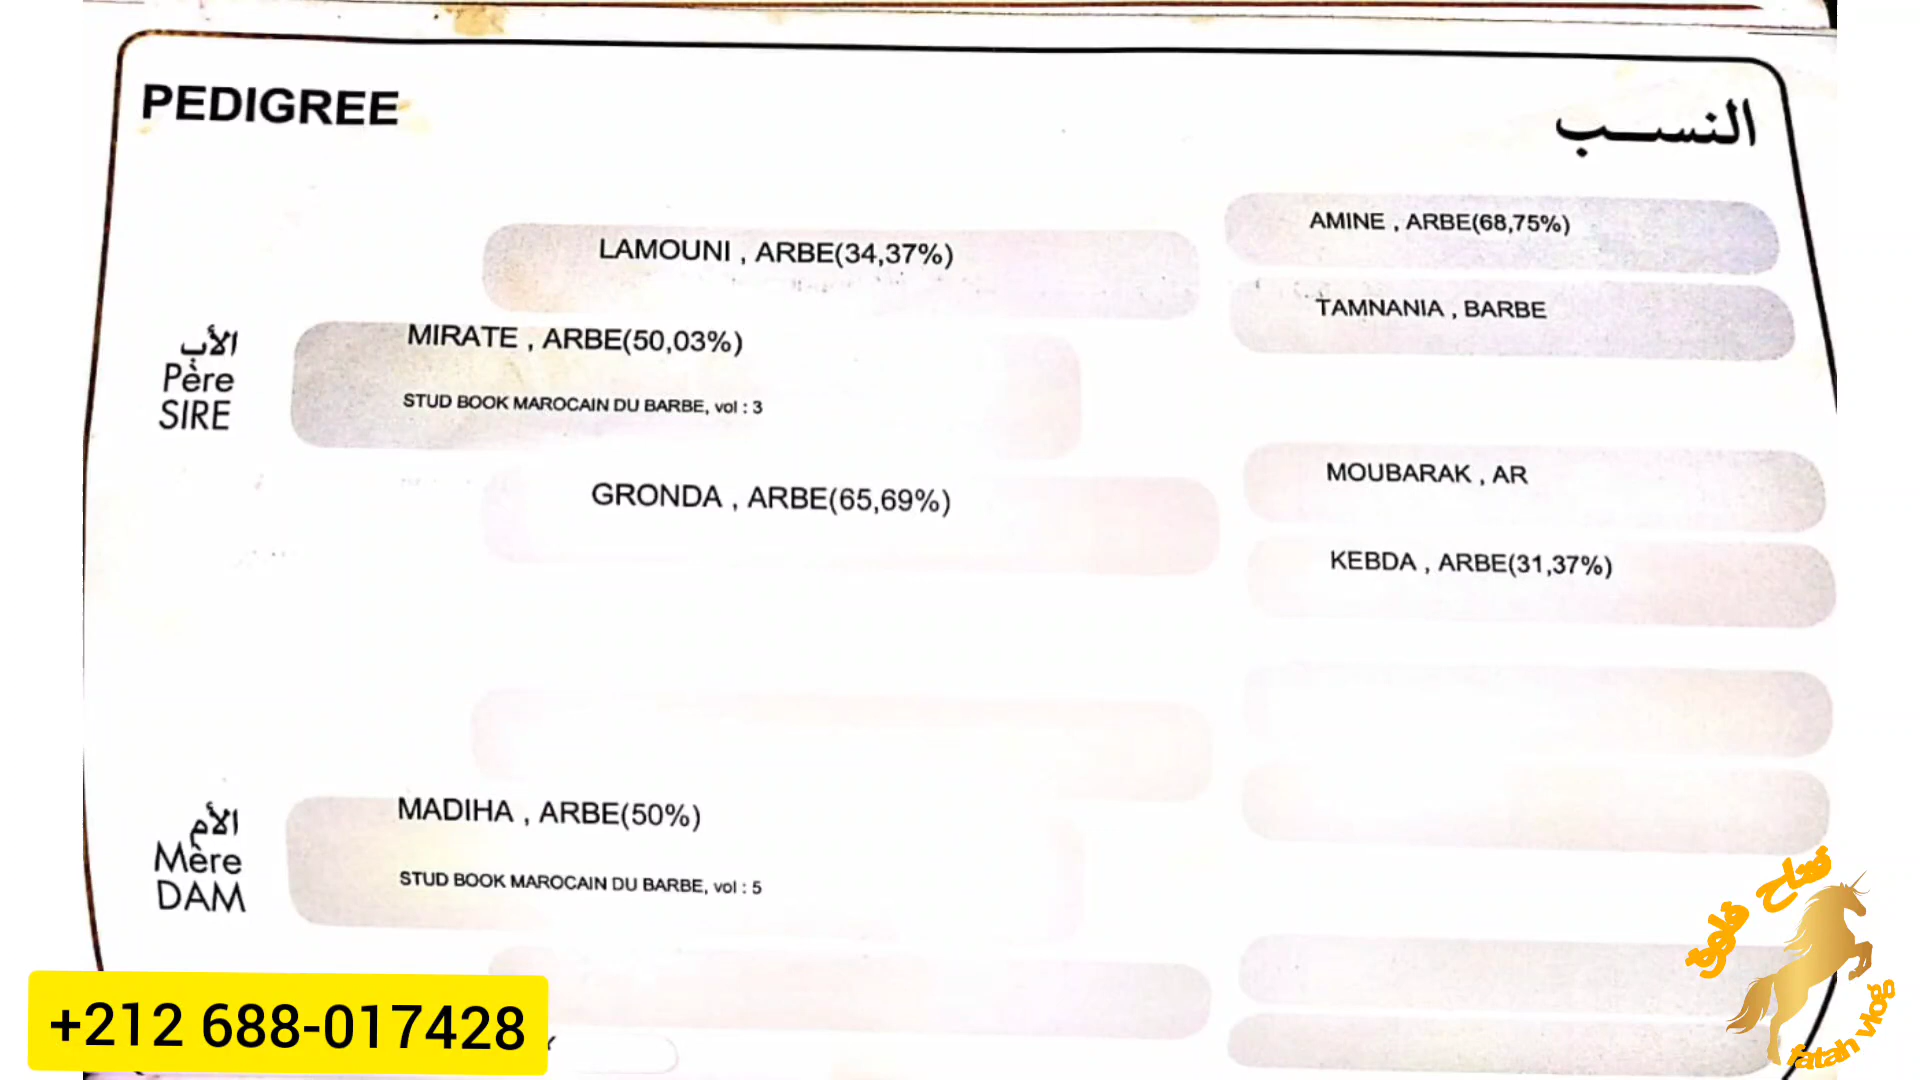 PEDIGREE
النسب
AMINE , ARBE(68,75%)
LAMOUNI , ARBE(34,37%)
TAMNANIA , BARBE
الأب
Père
SIRE
MIRATE , ARBE(50,03%)
STUD BOOK MAROCAIN DU BARBE, vol : 3
MOUBARAK , AR
GRONDA , ARBE(65,69%)
KEBDA , ARBE(31,37%)
الأم
Mère
DAM
MADIHA , ARBE(50%)
STUD BOOK MAROCAIN DU BARBE, vol : 5
+212 688-017428
fatah vlog